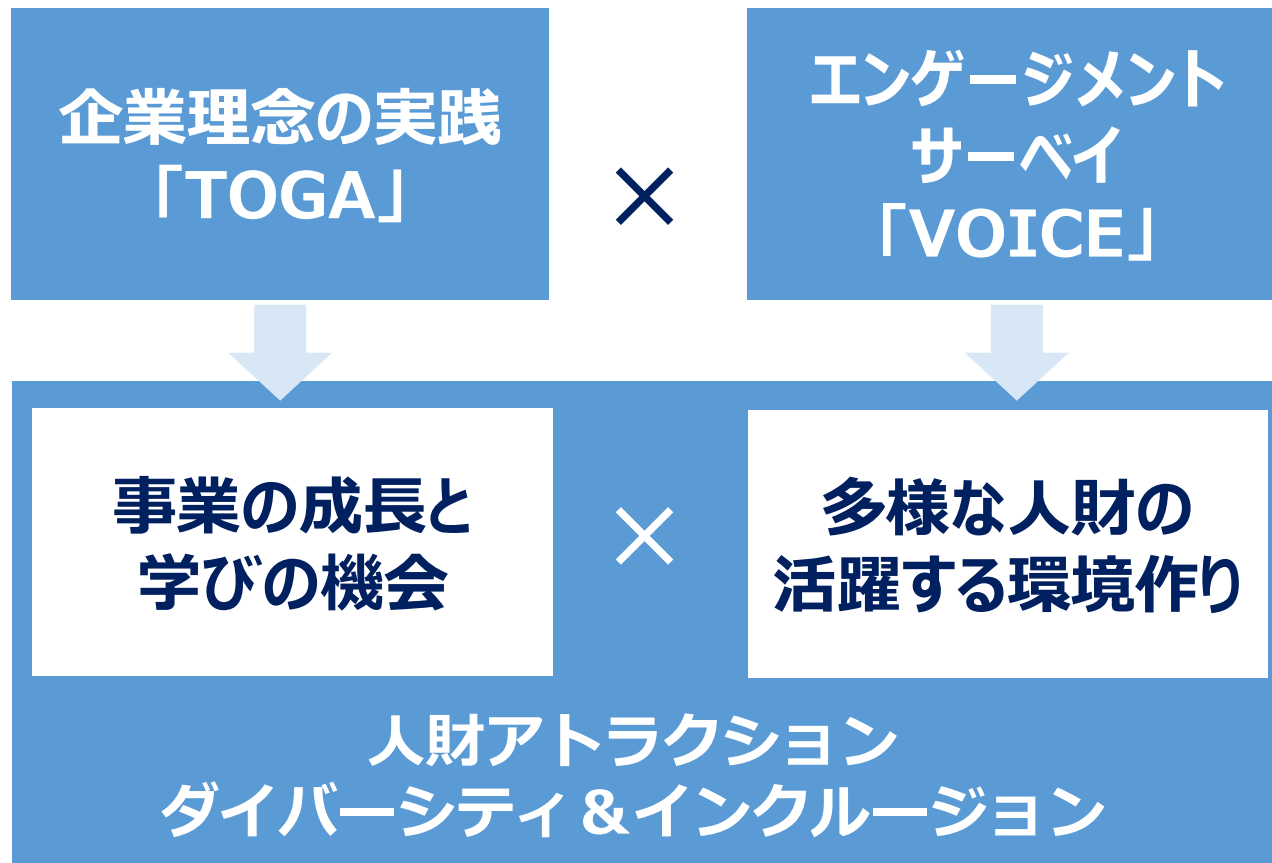 企業理念の実践
「TOGA」
×
エンゲージメント
サーベイ
「VOICE」
事業の成長と
学びの機会
×
多様な人財の
活躍する環境作り
人財アトラクション
ダイバーシティ＆インクルージョン